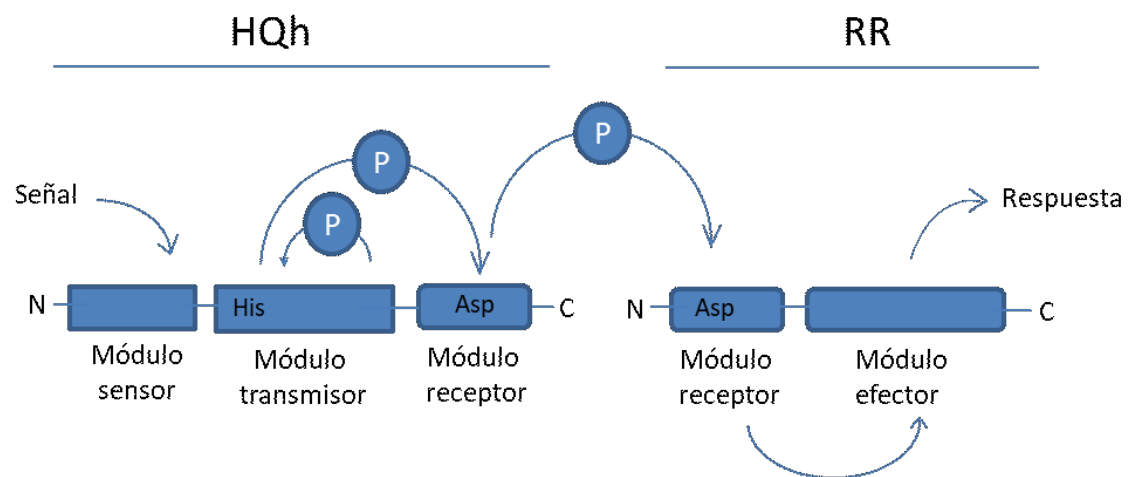 HQh
RR
P
P
P
Señal
Respuesta
N
His
Asp
C
N
Asp
C
Módulo
sensor
Módulo
transmisor
Módulo
receptor
Módulo
receptor
Módulo
efector